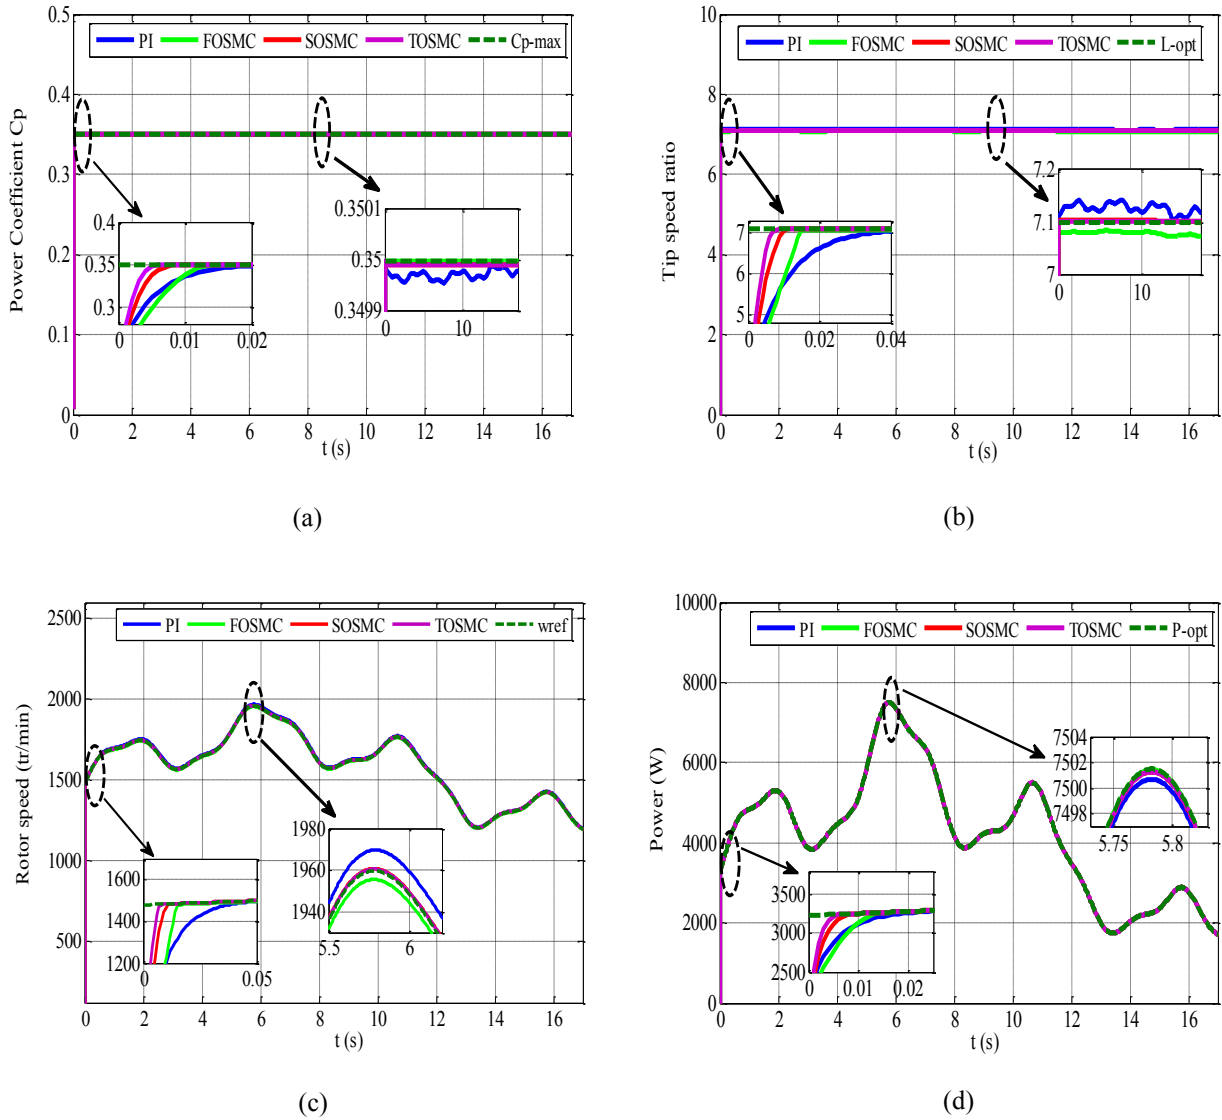 0.5
PI FOSMC SOSMC TOSMC Cp-max
0.4
0.3
0.2
0.1
0
0 2 4 6 8 10 12 14 16
Power Coefficient Cp
t (s)
0.4
0.35
0.3
0 0.01 0.02
0.3501
0.35
0.3499
0 10
(a)
10
PI FOSMC SOSMC TOSMC L-opt
8
6
4
2
0
0 2 4 6 8 10 12 14 16
Tip speed ratio
t (s)
7
6
5
0 0.02 0.04
7.2
7.1
7
0 10
(b)
2500
PI FOSMC SOSMC TOSMC wref
2000
1500
1000
500
0 2 4 6 8 10 12 14 16
Rotor speed (tr/min)
t (s)
1600
1400
1200
0 0.05
1980
1960
1940
5.5 6
(c)
10000
PI FOSMC SOSMC TOSMC P-opt
8000
6000
4000
2000
0
0 2 4 6 8 10 12 14 16
Power (W)
t (s)
3500
3000
2500
0 0.01 0.02
7504
7502
7500
7498
5.75 5.8
(d)